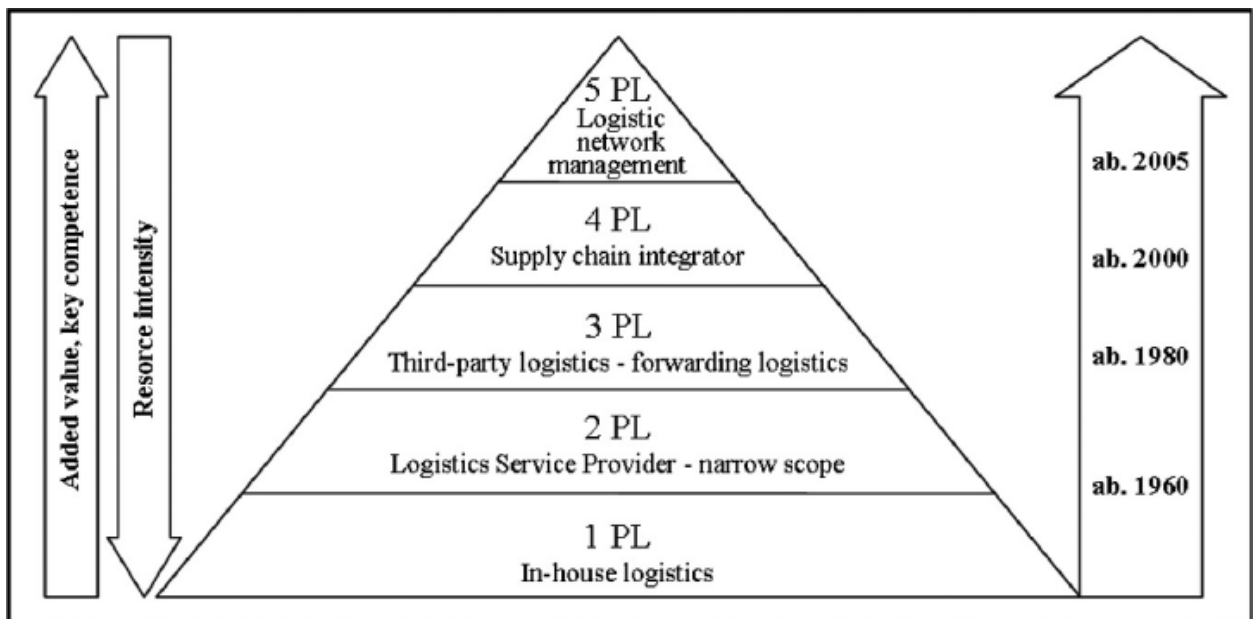 Added value, key competence
Resorce intensity
5 PL
Logistic
network
management
4 PL
Supply chain integrator
3 PL
Third-party logistics - forwarding logistics
2 PL
Logistics Service Provider - narrow scope
1 PL
In-house logistics
ab. 2005
ab. 2000
ab. 1980
ab. 1960